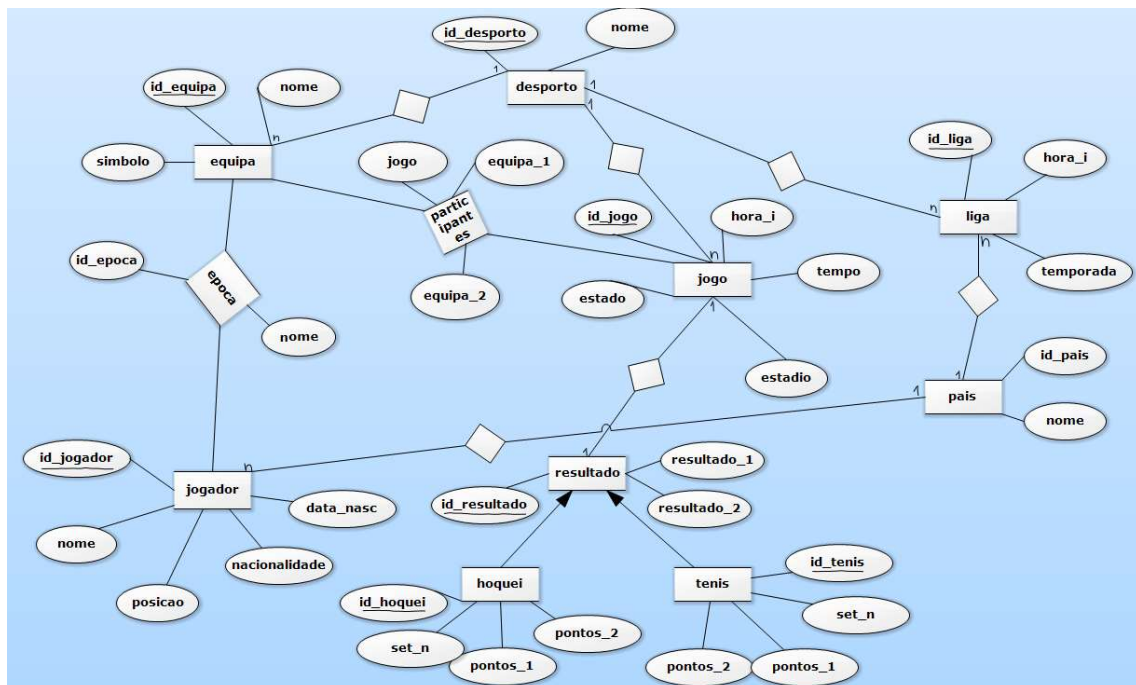 id_desporto
nome
1
desporto
1
1
id_equipa
nome
n
simbolo
equipa
jogo
equipa_1
partic
ipant
es
id_liga
hora_i
n
liga
n
id_jogo
hora_i
n
jogo
tempo
temporada
id_epoca
epoca
equipa_2
estado
1
nome
estadio
id_pais
1
1
pais
nome
id_jogador
n
jogador
data_nasc
nome
nacionalidade
posicao
1
resultado
resultado_1
id_resultado
resultado_2
hoquei
tenis
id_tenis
id_hoquei
set_n
set_n
pontos_2
pontos_1
pontos_2
pontos_1